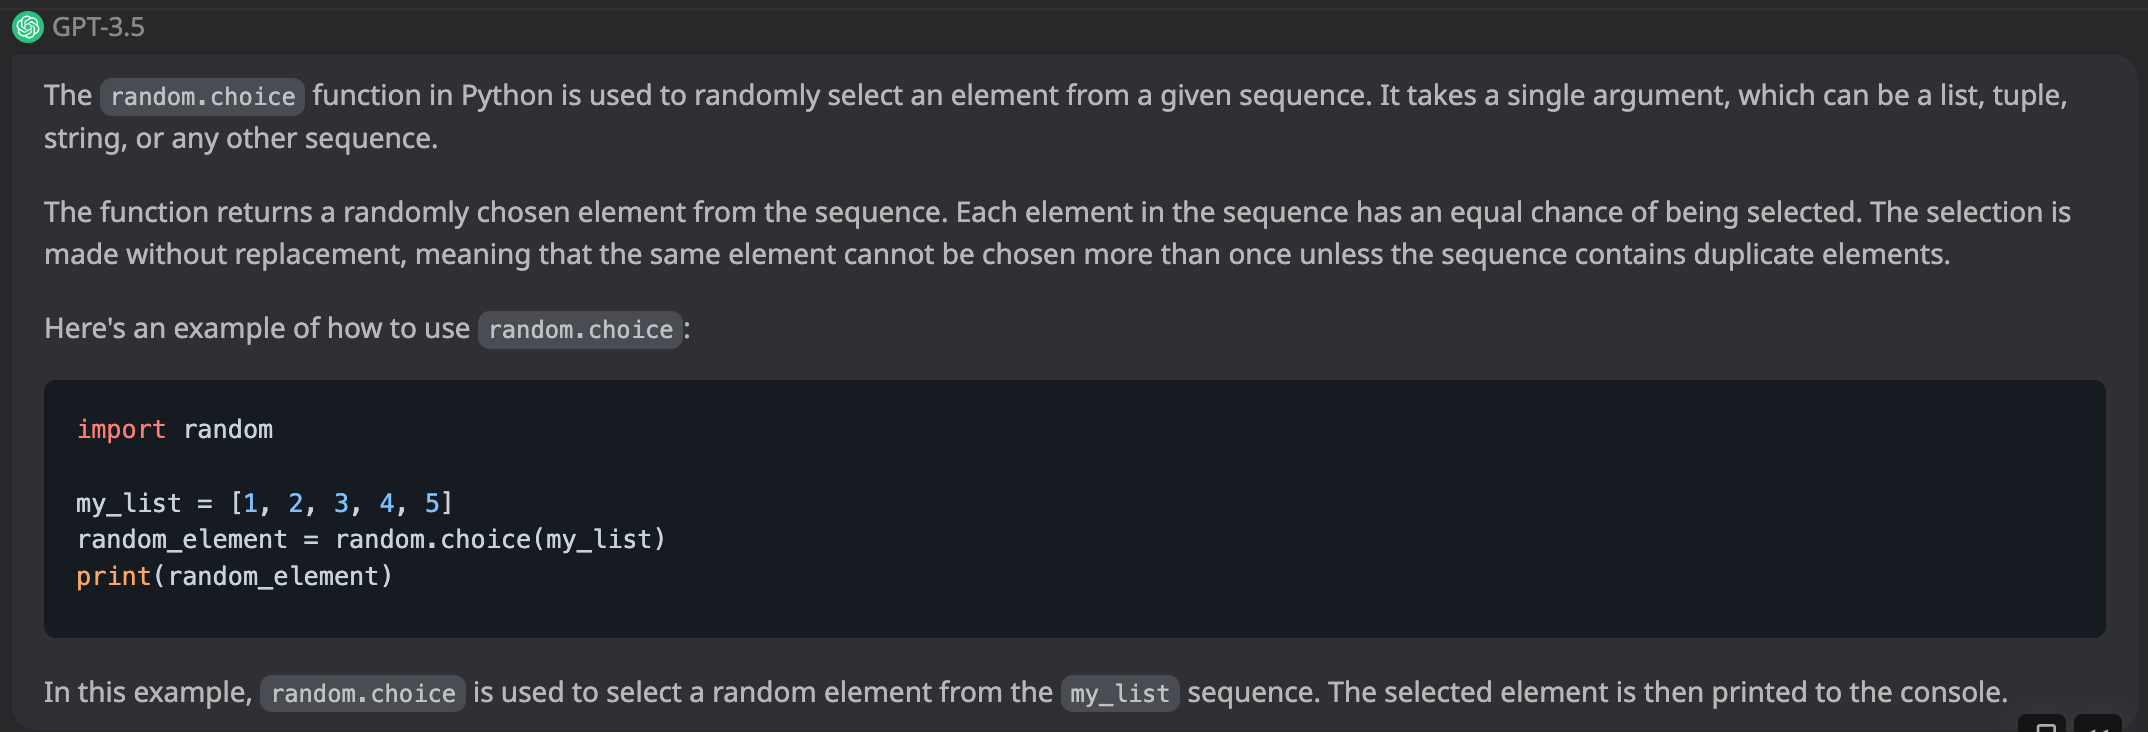 GPT-3.5
The random.choice function in Python is used to randomly select an element from a given sequence. It takes a single argument, which can be a list, tuple,
string, or any other sequence.
The function returns a randomly chosen element from the sequence. Each element in the sequence has an equal chance of being selected. The selection is
made without replacement, meaning that the same element cannot be chosen more than once unless the sequence contains duplicate elements.
Here's an example of how to use random.choice:
import random
my_list = [1, 2, 3, 4, 5]
random_element = random.choice(my_list)
print(random_element)
In this example, random.choice is used to select a random element from the my_list sequence. The selected element is then printed to the console.